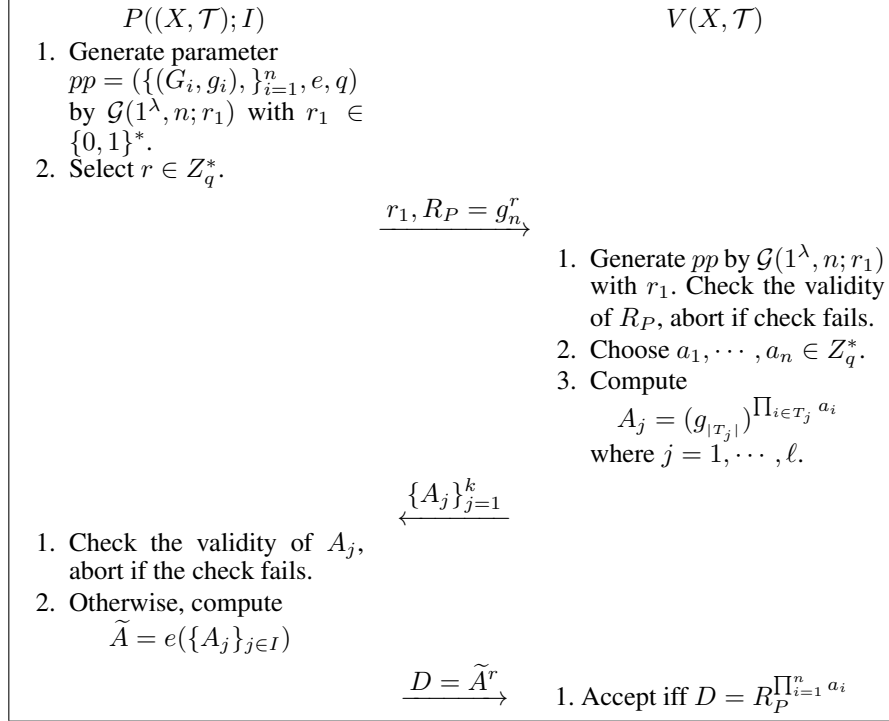 P((X, 𝒯); I)
V(X, 𝒯)
1. Generate parameter
pp = ({(G_i, g_i), }_{i=1}^n, e, q)
by 𝒢(1^λ, n; r_1) with r_1 ∈
{0, 1}^*.
2. Select r ∈ Z_q^*.
r_1, R_P = g_n^r
1. Generate pp by 𝒢(1^λ, n; r_1)
with r_1. Check the validity
of R_P, abort if check fails.
2. Choose a_1, ⋯ , a_n ∈ Z_q^*.
3. Compute
A_j = (g_{|T_j|})^{∏_{i∈T_j} a_i}
where j = 1, ⋯ , ℓ.
{A_j}_{j=1}^k
1. Check the validity of A_j,
abort if the check fails.
2. Otherwise, compute
Ã = e({A_j}_{j∈I})
D = Ã^r
1. Accept iff D = R_P^{∏_{i=1}^n a_i}